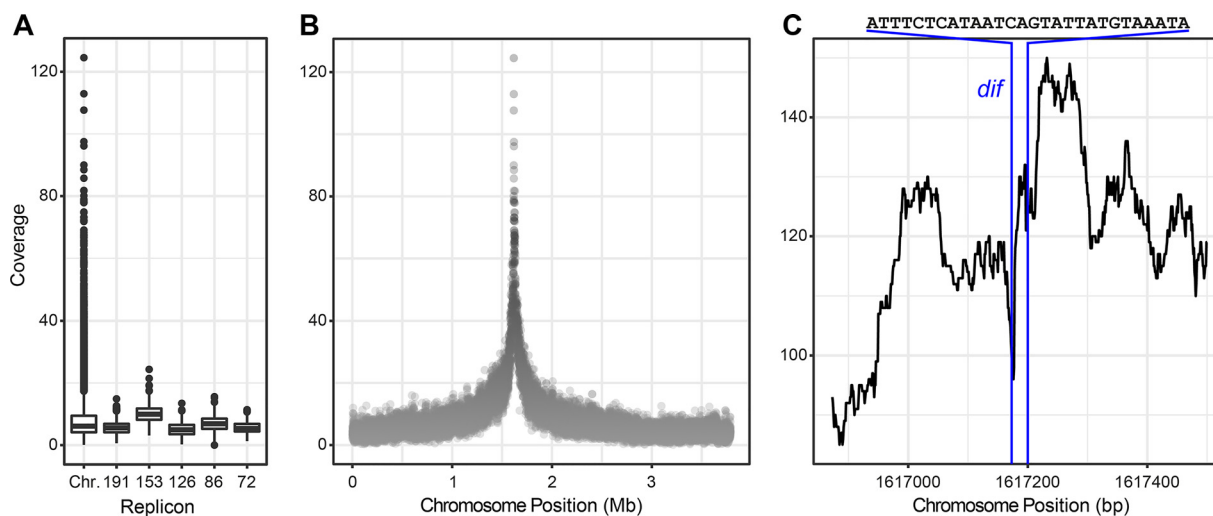 A
120
80
40
0
Coverage
Chr. 191 153 126 86 72
Replicon
B
120
80
40
0
0 1 2 3
Chromosome Position (Mb)
C
ATTTCTCATAATCAGTATTATGTAAATA
dif
140
120
100
1617000 1617200 1617400
Chromosome Position (bp)